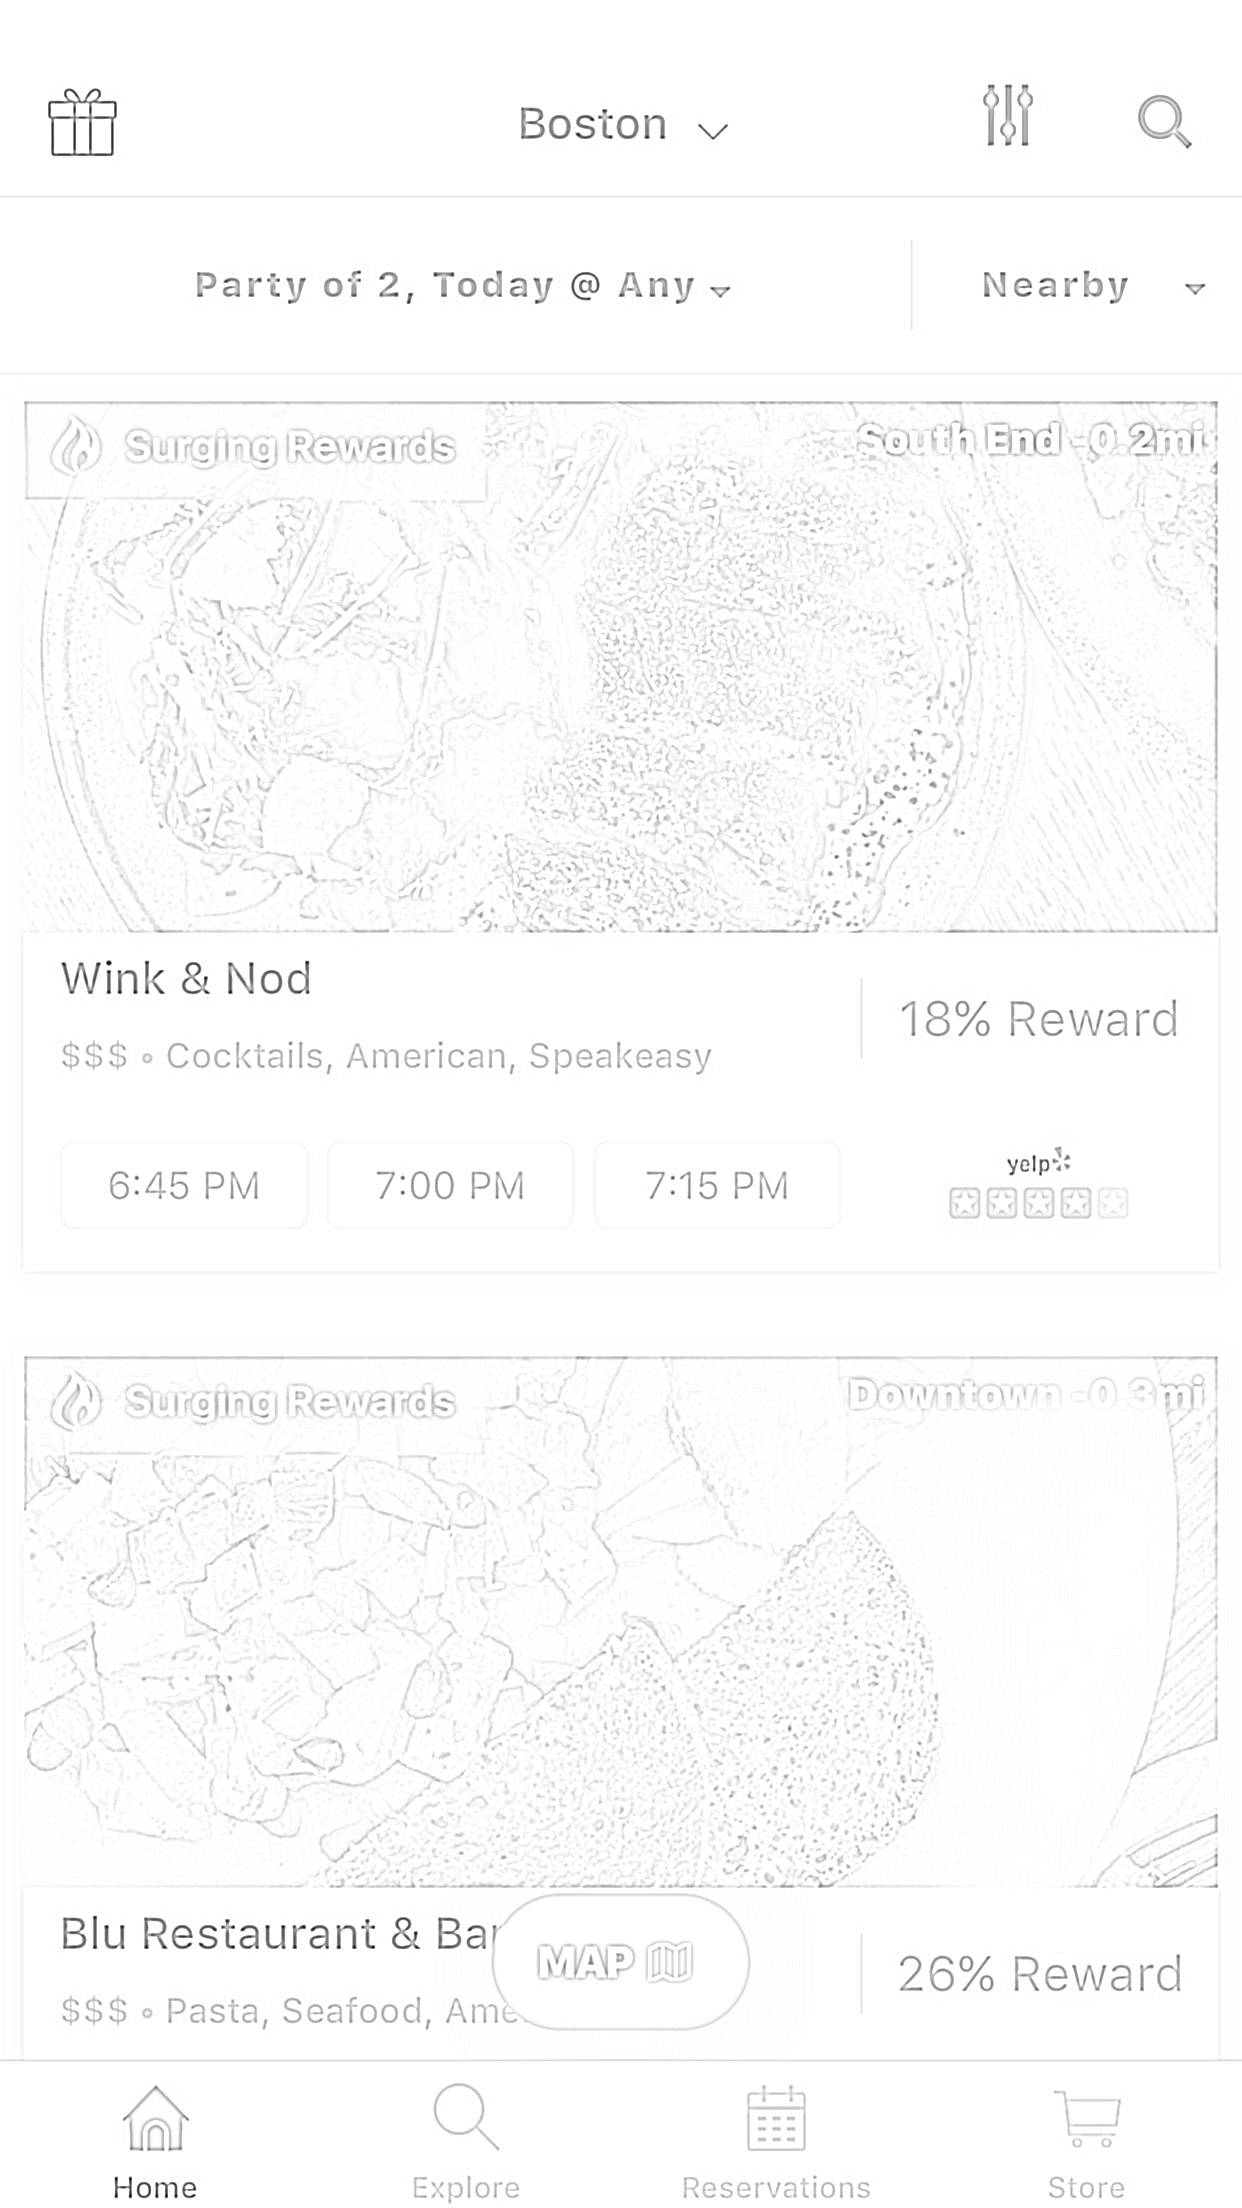 Boston
Party of 2, Today @ Any
Nearby
Surging Rewards
South End - 0.2mi
Wink & Nod
18% Reward
$$$ • Cocktails, American, Speakeasy
6:45 PM
7:00 PM
7:15 PM
yelp
Surging Rewards
Downtown - 0.3mi
Blu Restaurant & Bar
26% Reward
$$$ • Pasta, Seafood,
MAP
Home
Explore
Reservations
Store